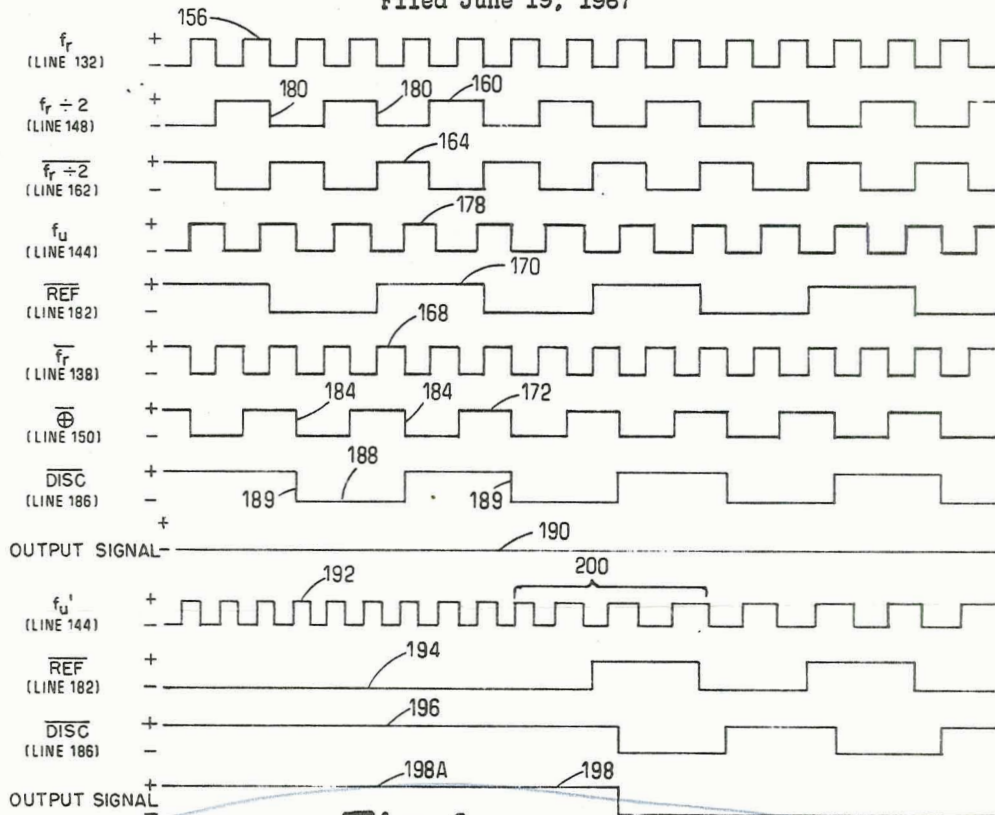 Filed June 19, 1967
156
fr
(LINE 132)
+
−
fr ÷ 2
(LINE 148)
+
−
180
180
160
fr ÷ 2
(LINE 162)
+
−
164
fu
(LINE 144)
+
−
178
REF
(LINE 182)
+
−
170
fr
(LINE 138)
+
−
168
⊕
(LINE 150)
+
−
184
184
172
DISC
(LINE 186)
+
−
189
188
189
+
OUTPUT SIGNAL−
190
fu'
(LINE 144)
+
−
192
200
REF
(LINE 182)
+
−
194
DISC
(LINE 186)
+
−
196
OUTPUT SIGNAL
+
−
198A
198